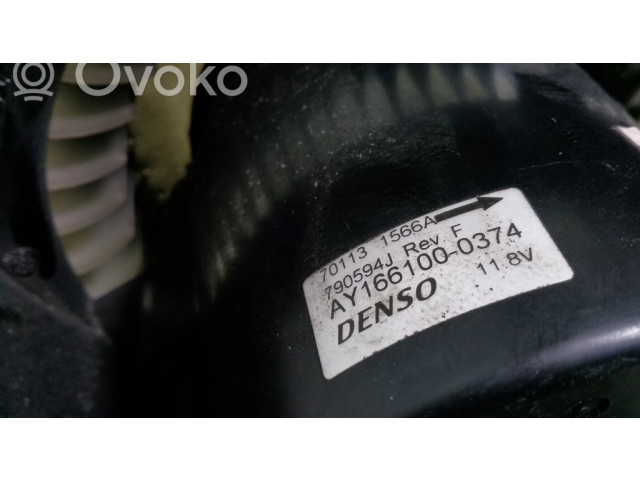 Ovoko
70113 1566A
790594J Rev F
AY166100-0374
DENSO 11.8V